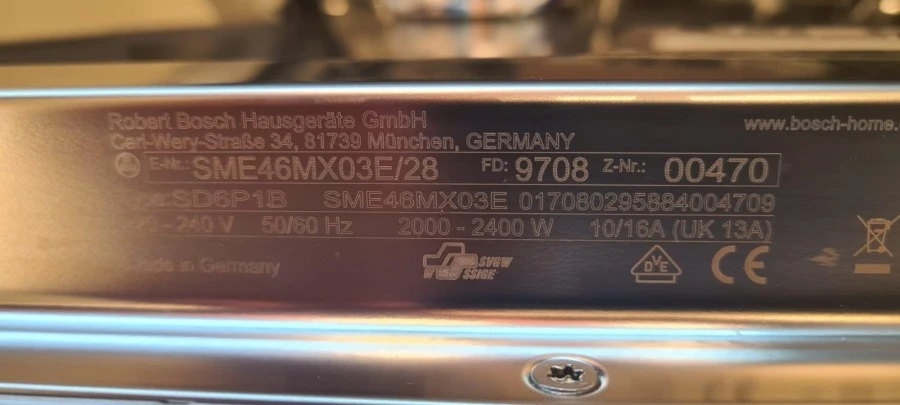 Robert Bosch Hausgeräte GmbH
www.bosch-home.
Carl-Wery-Straße 34, 81739 München, GERMANY
E-Nr.: SME46MX03E/28 FD: 9708 Z-Nr.: 00470
SD6P1B SME46MX03E 017080295884004709
- 240 V 50/60 Hz 2000 - 2400 W 10/16A (UK 13A)
in Germany
SVGW
SSIGE
DVE CE